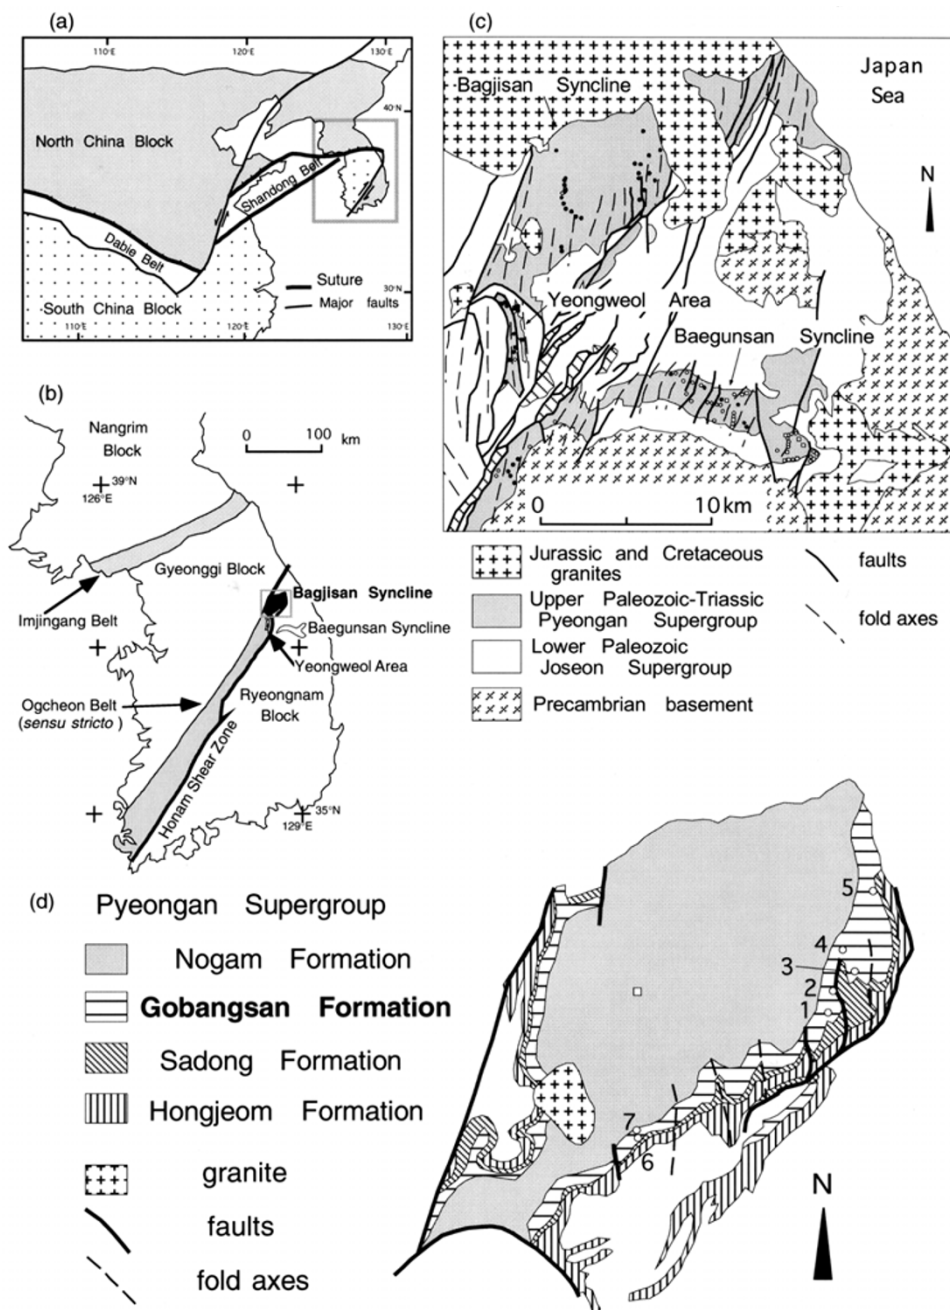 (a)
110°E
120°E
130°E
40°N
North China Block
Shandong Belt
Dabie Belt
Suture
Major faults
30°N
South China Block
110°E
120°E
130°E
(b)
Nangrim
Block
0 100 km
39°N
126°E
Gyeonggi Block
Imjingang Belt
Bagjisan Syncline
Baegunsan Syncline
Yeongweol Area
Ogcheon Belt
(sensu stricto )
Ryeongnam
Block
Honam Shear Zone
35°N
129°E
(c)
Bagjisan Syncline
Japan
Sea
N
Yeongweol Area
Baegunsan Syncline
0 10 km
Jurassic and Cretaceous
granites
faults
Upper Paleozoic-Triassic
Pyeongan Supergroup
fold axes
Lower Paleozoic
Joseon Supergroup
Precambrian basement
(d) Pyeongan Supergroup
Nogam Formation
Gobangsan Formation
Sadong Formation
Hongjeom Formation
granite
faults
fold axes
5
4
3
2
1
7
6
N